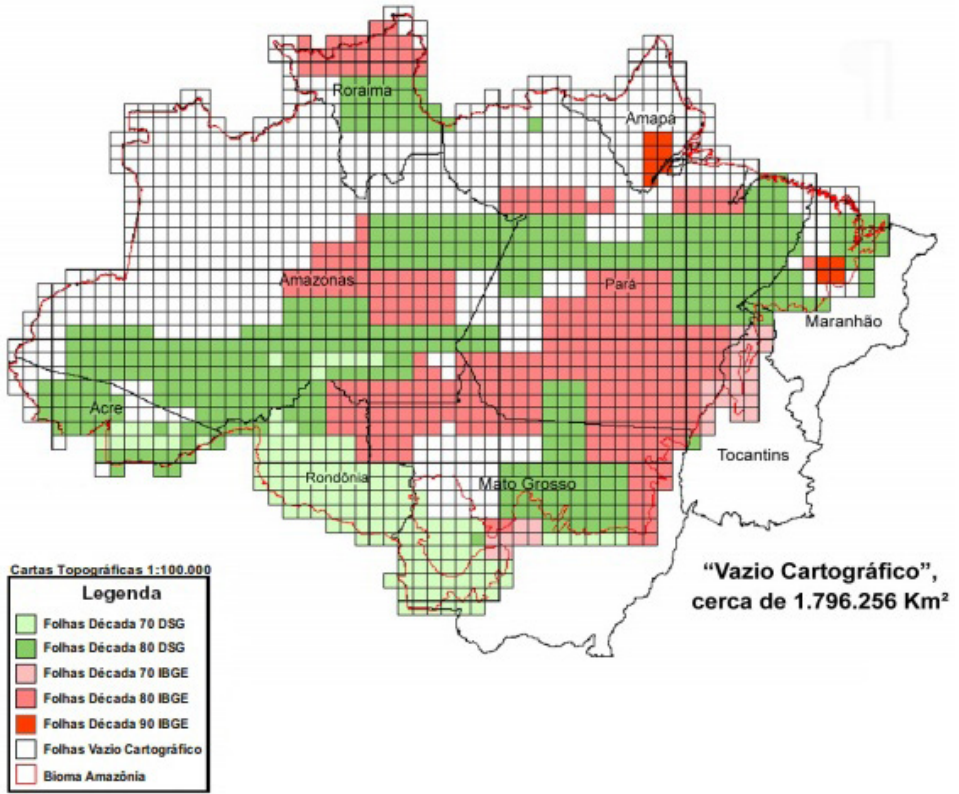 Roraima
Amapá
Amazonas
Pará
Maranhão
Acre
Tocantins
Rondônia
Mato Grosso
“Vazio Cartográfico”,
cerca de 1.796.256 Km²
Cartas Topográficas 1:100.000
Legenda
Folhas Década 70 DSG
Folhas Década 80 DSG
Folhas Década 70 IBGE
Folhas Década 80 IBGE
Folhas Década 90 IBGE
Folhas Vazio Cartográfico
Bioma Amazônia